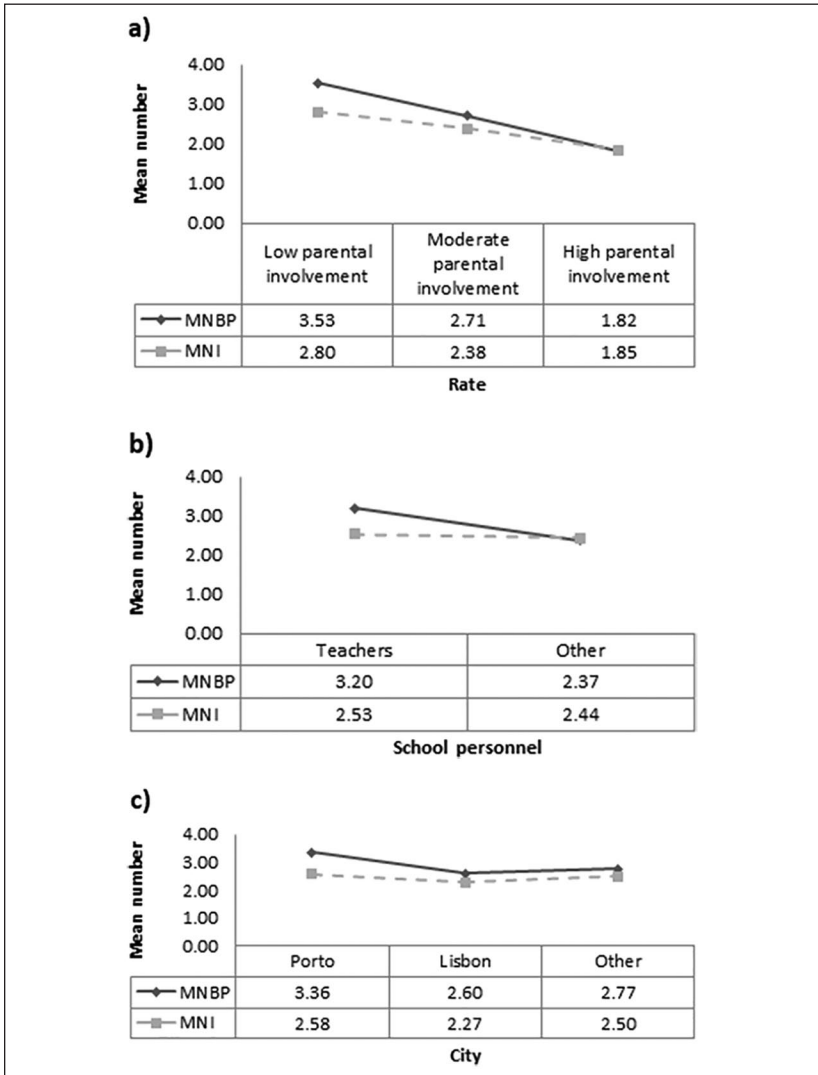 a)
Mean number
4.00
3.00
2.00
1.00
0.00
Low parental involvement Moderate parental involvement High parental involvement
MNBP 3.53 2.71 1.82
MNI 2.80 2.38 1.85
Rate
b)
Mean number
4.00
3.00
2.00
1.00
0.00
Teachers Other
MNBP 3.20 2.37
MNI 2.53 2.44
School personnel
c)
Mean number
4.00
3.00
2.00
1.00
0.00
Porto Lisbon Other
MNBP 3.36 2.60 2.77
MNI 2.58 2.27 2.50
City